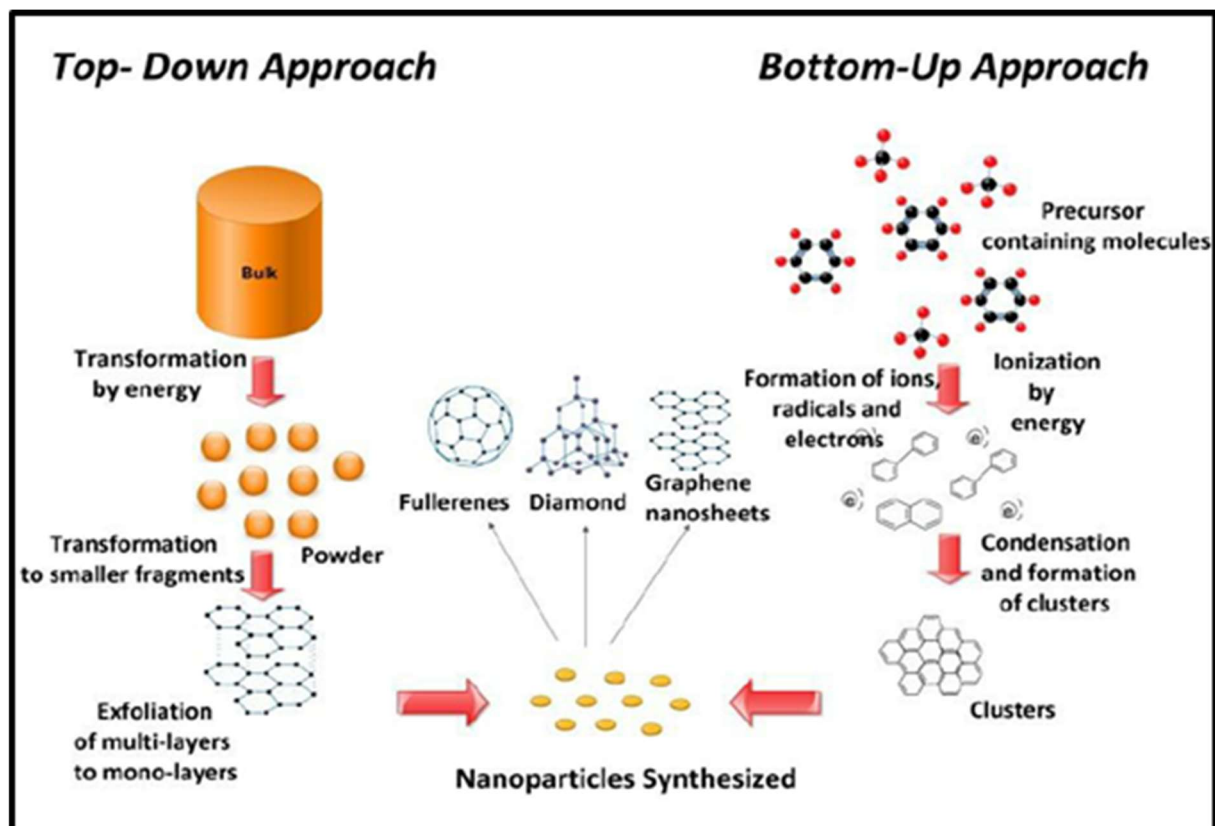 Top- Down Approach
Bulk
Transformation
by energy
Powder
Transformation
to smaller fragments
Exfoliation
of multi-layers
to mono-layers
Fullerenes
Diamond
Graphene
nanosheets
Nanoparticles Synthesized
Bottom-Up Approach
Precursor
containing molecules
Formation of ions,
radicals and
electrons
Ionization
by
energy
e
e
e
e
Condensation
and formation
of clusters
Clusters